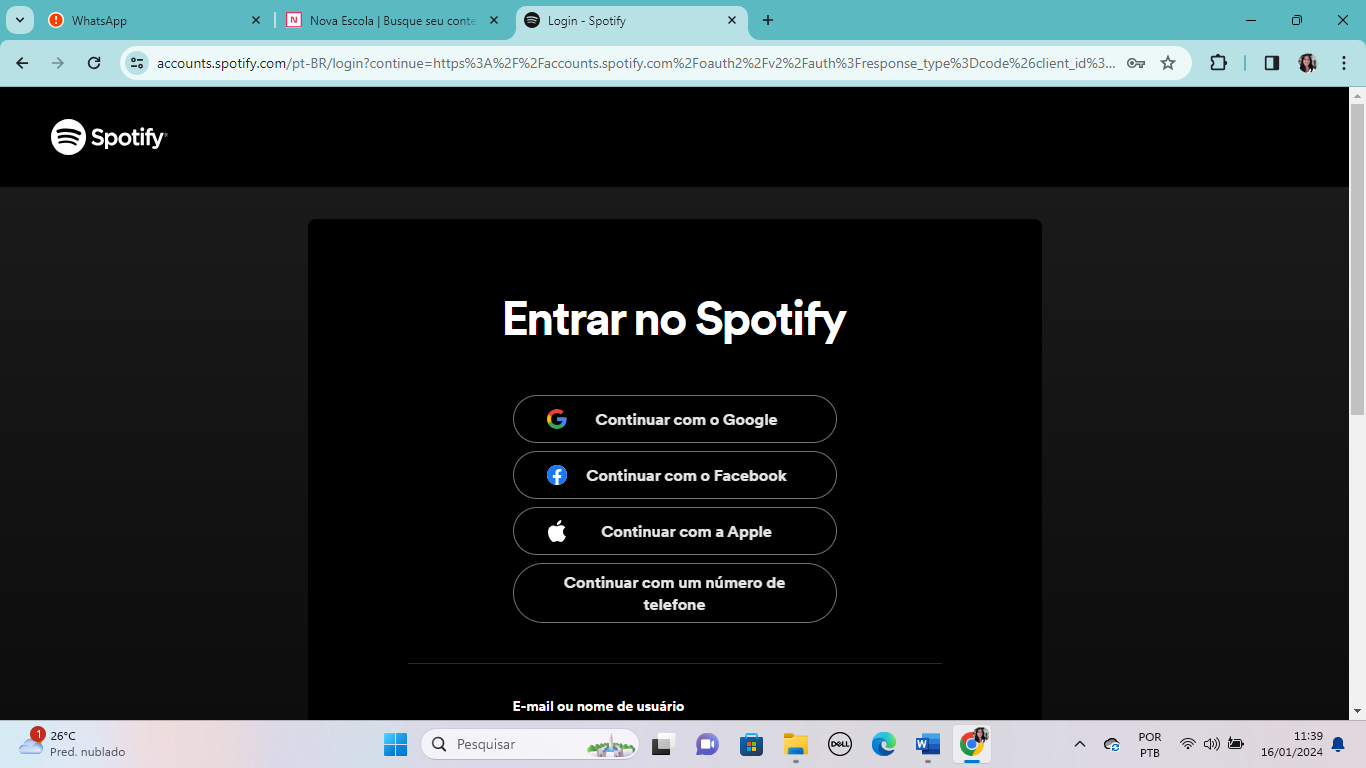 WhatsApp
Nova Escola | Busque seu conte
Login - Spotify
accounts.spotify.com/pt-BR/login?continue=https%3A%2F%2Faccounts.spotify.com%2Foauth2%2Fv2%2Fauth%3Fresponse_type%3Dcode%26client_id%3...
Spotify
Entrar no Spotify
Continuar com o Google
Continuar com o Facebook
Continuar com a Apple
Continuar com um número de
telefone
E-mail ou nome de usuário
1
26°C
Pred. nublado
Pesquisar
DELL
POR
PTB
11:39
16/01/2024